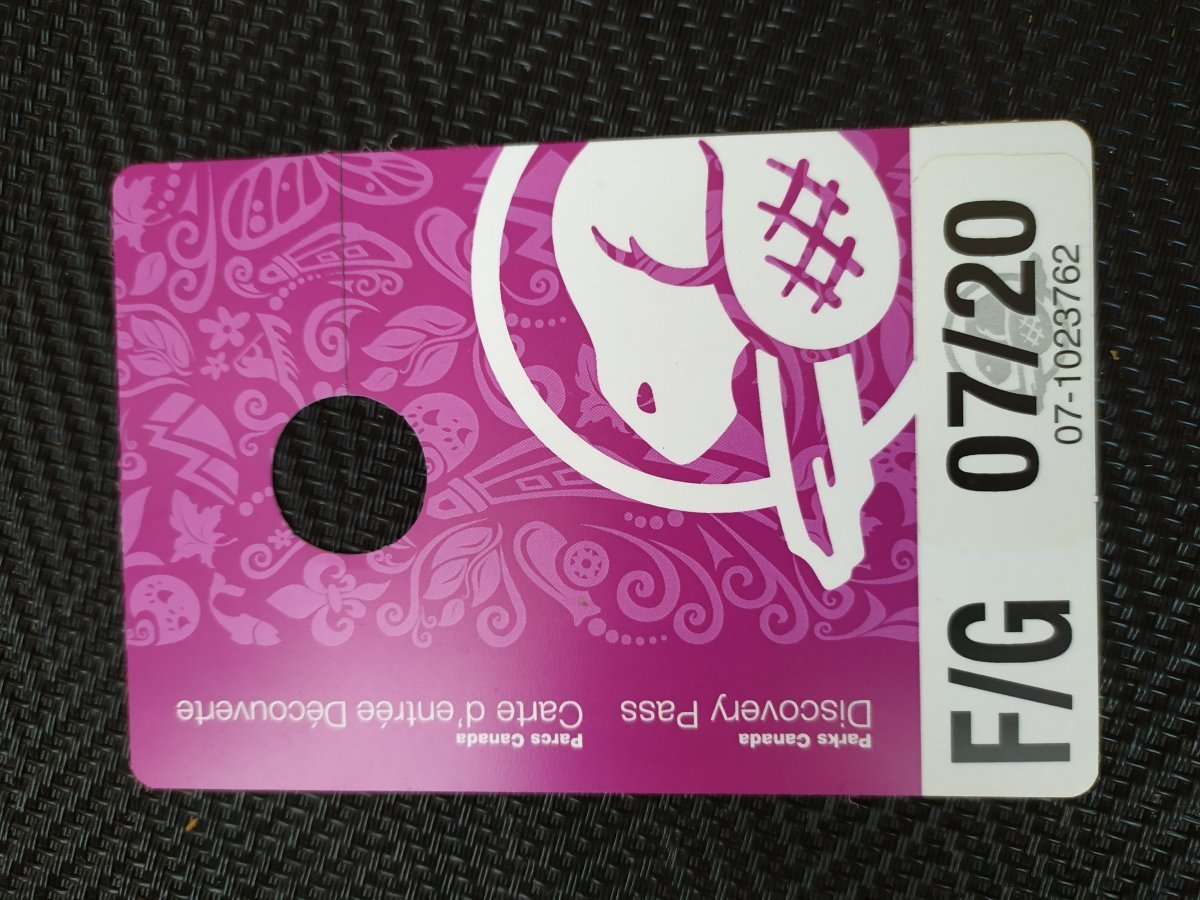 Parks Canada
Discovery Pass
Parcs Canada
Carte d'entrée Découverte
F/G 07/20
07-1023762